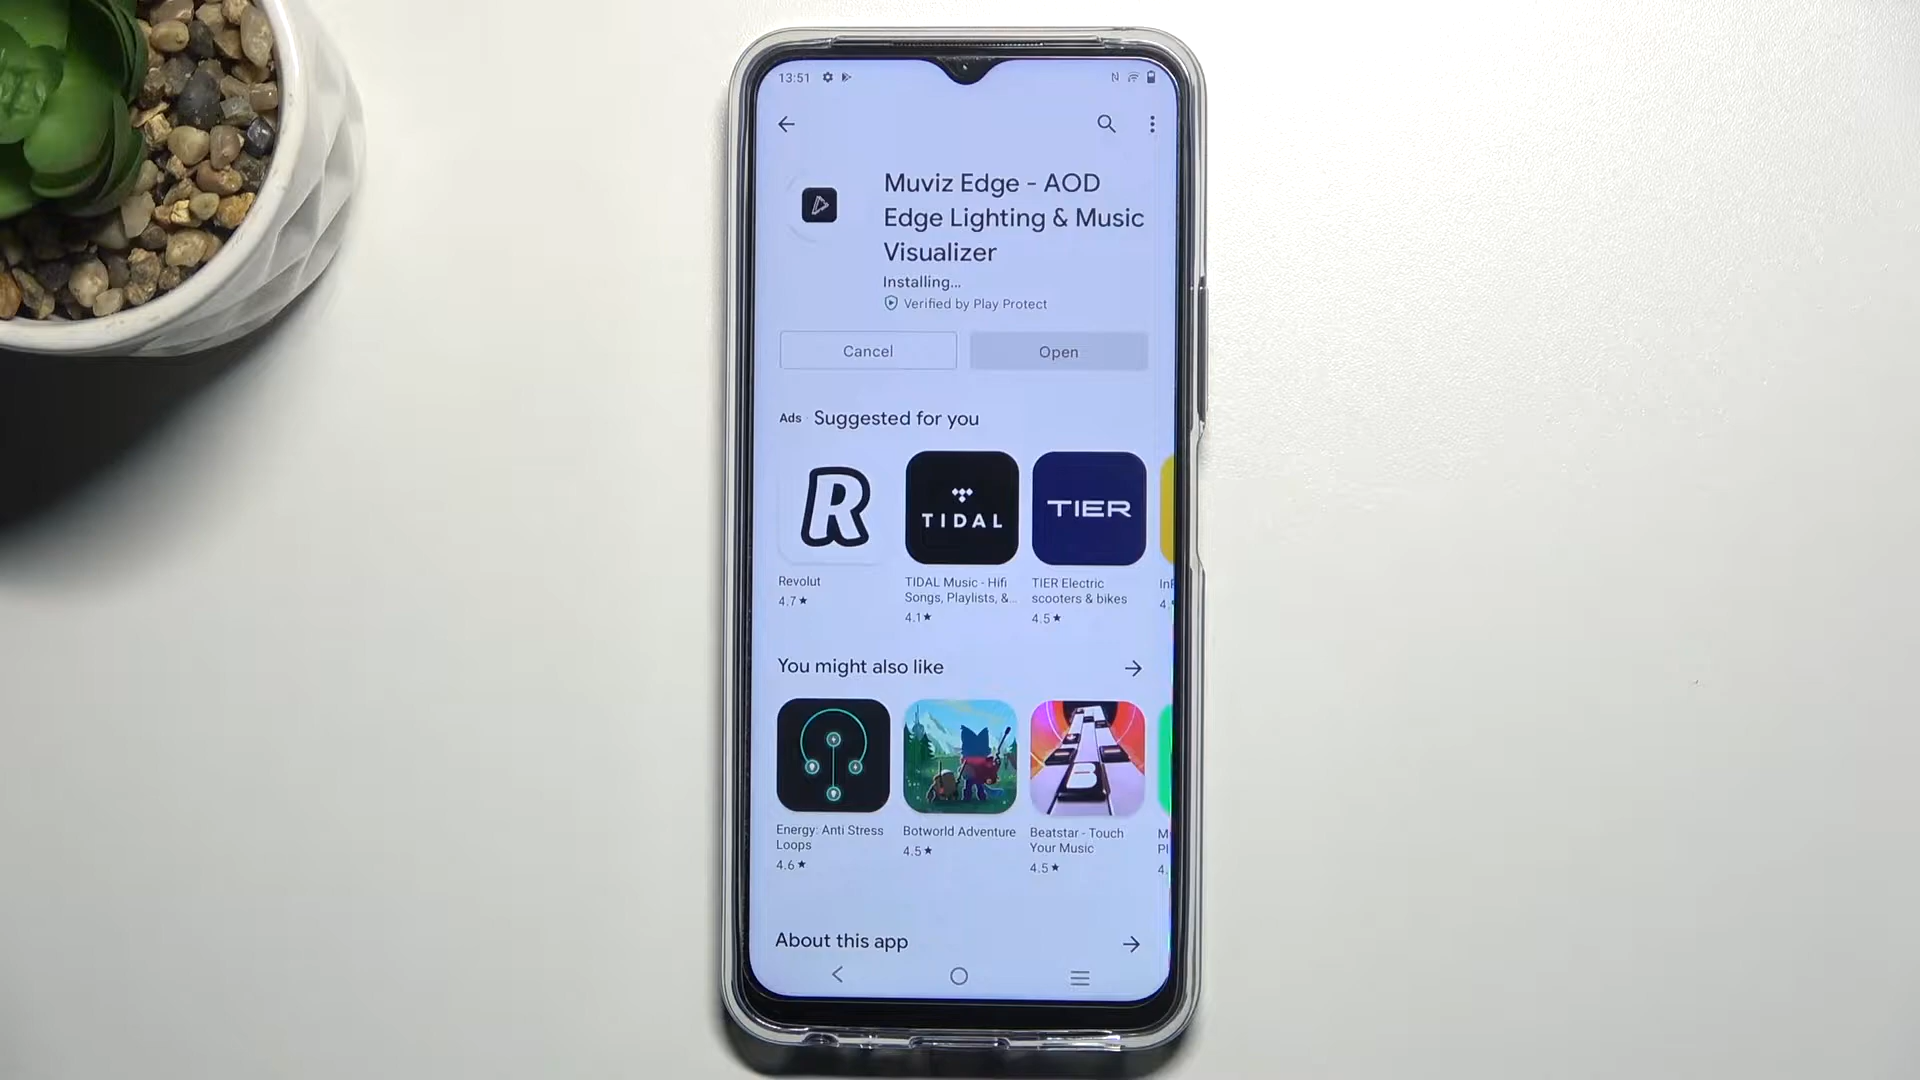 13:51
Muviz Edge - AOD
Edge Lighting & Music
Visualizer
Installing...
Verified by Play Protect
Cancel
Open
Ads · Suggested for you
R
TIDAL
TIER
Revolut
4.7★
TIDAL Music - Hifi
Songs, Playlists, &...
4.1★
TIER Electric
scooters & bikes
4.5★
You might also like
B
Energy: Anti Stress
Loops
4.6★
Botworld Adventure
4.5★
Beatstar - Touch
Your Music
4.5★
About this app